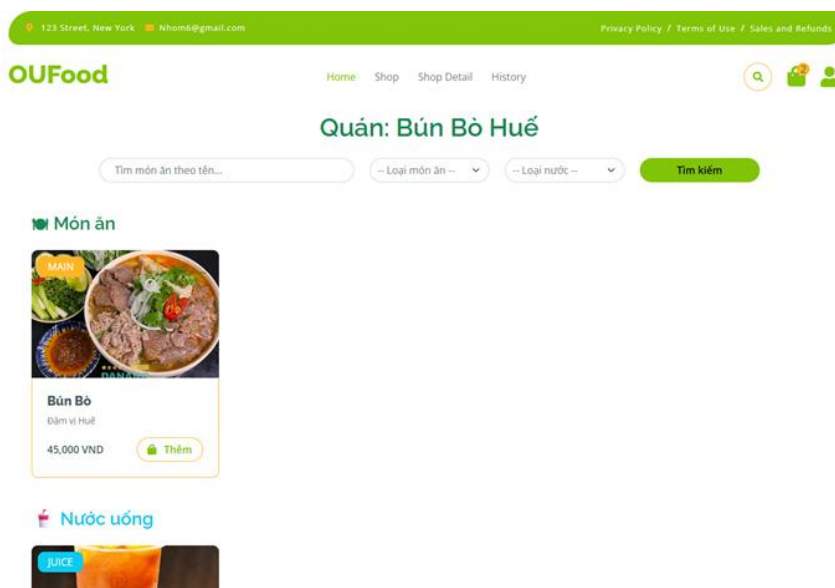 123 Street, New York Nhom6@gmail.com Privacy Policy / Terms of Use / Sales and Refunds
OUFood Home Shop Shop Detail History 2
Quán: Bún Bò Huế
Tìm món ăn theo tên... -- Loại món ăn -- -- Loại nước -- Tìm kiếm
Món ăn
MAIN
DANANG
Bún Bò
Đậm vị Huế
45,000 VND Thêm
Nước uống
JUICE